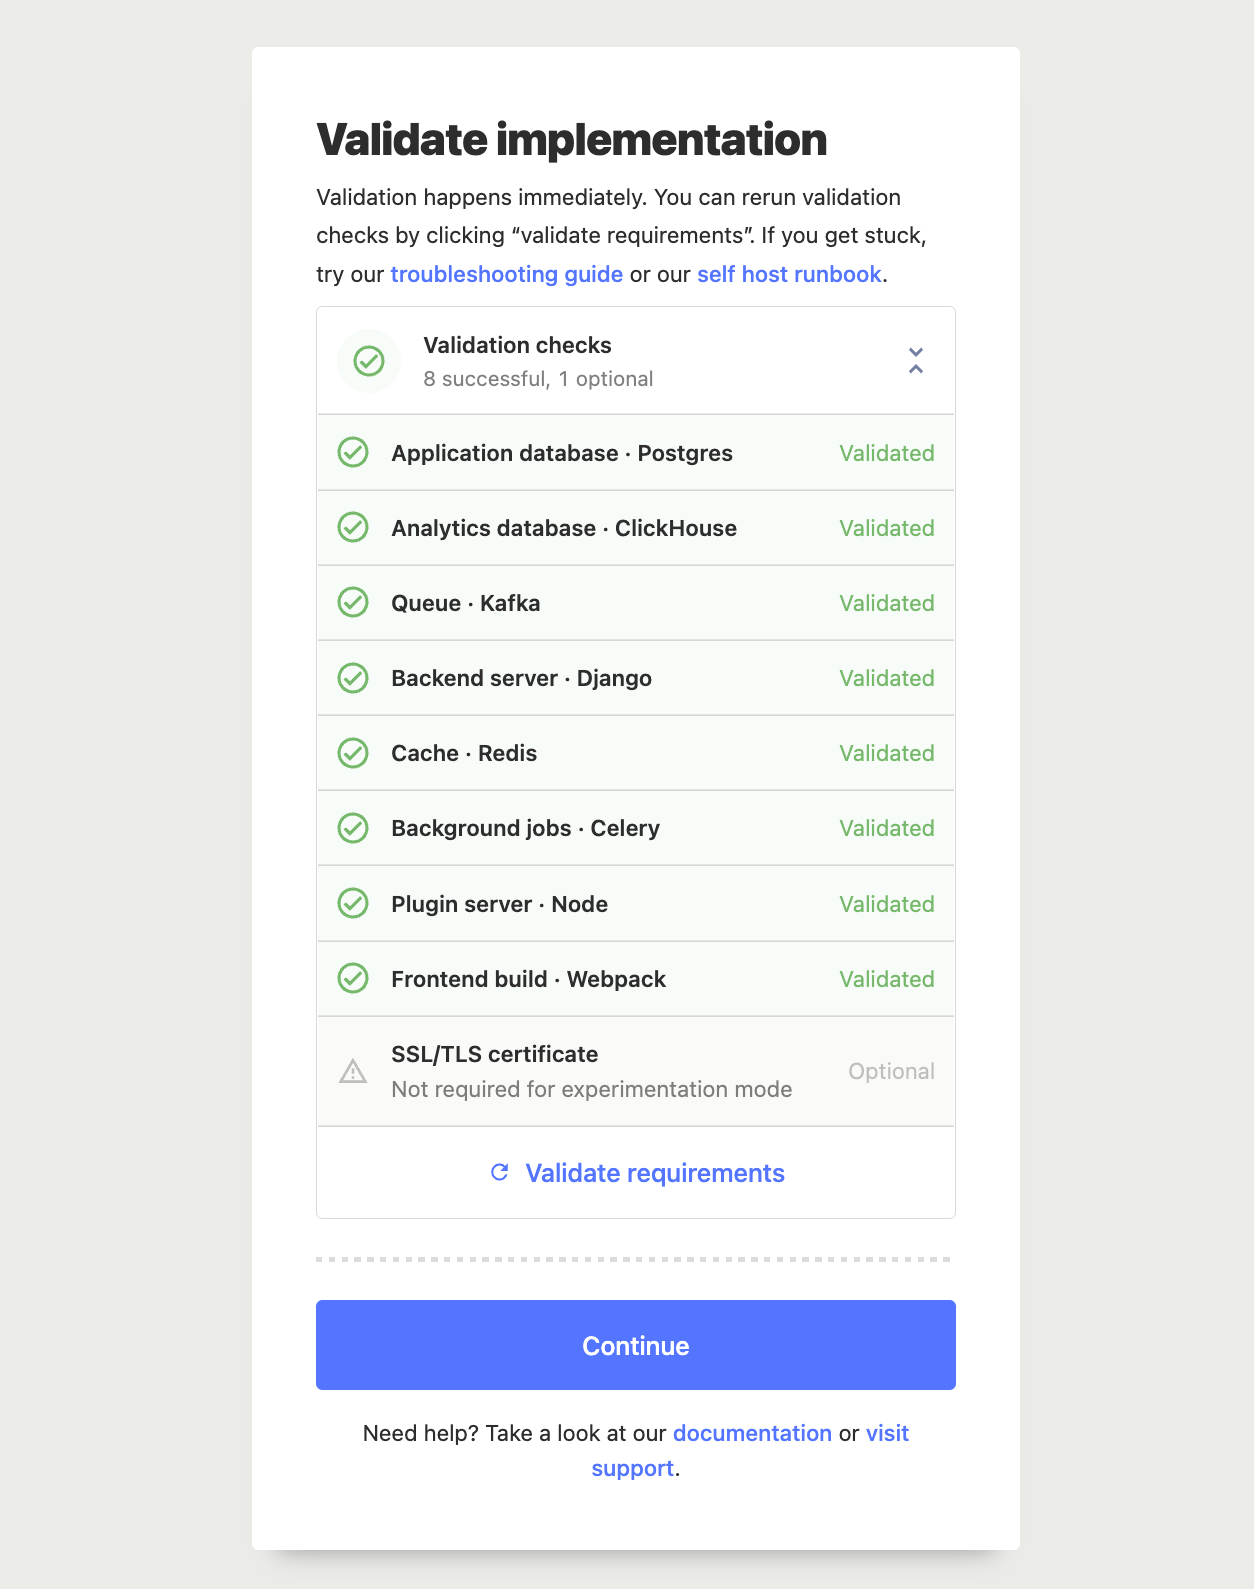 Validate implementation
Validation happens immediately. You can rerun validation
checks by clicking “validate requirements”. If you get stuck,
try our troubleshooting guide or our self host runbook.
Validation checks
8 successful, 1 optional
Application database · Postgres Validated
Analytics database · ClickHouse Validated
Queue · Kafka Validated
Backend server · Django Validated
Cache · Redis Validated
Background jobs · Celery Validated
Plugin server · Node Validated
Frontend build · Webpack Validated
SSL/TLS certificate
Not required for experimentation mode
Optional
Validate requirements
Continue
Need help? Take a look at our documentation or visit
support.